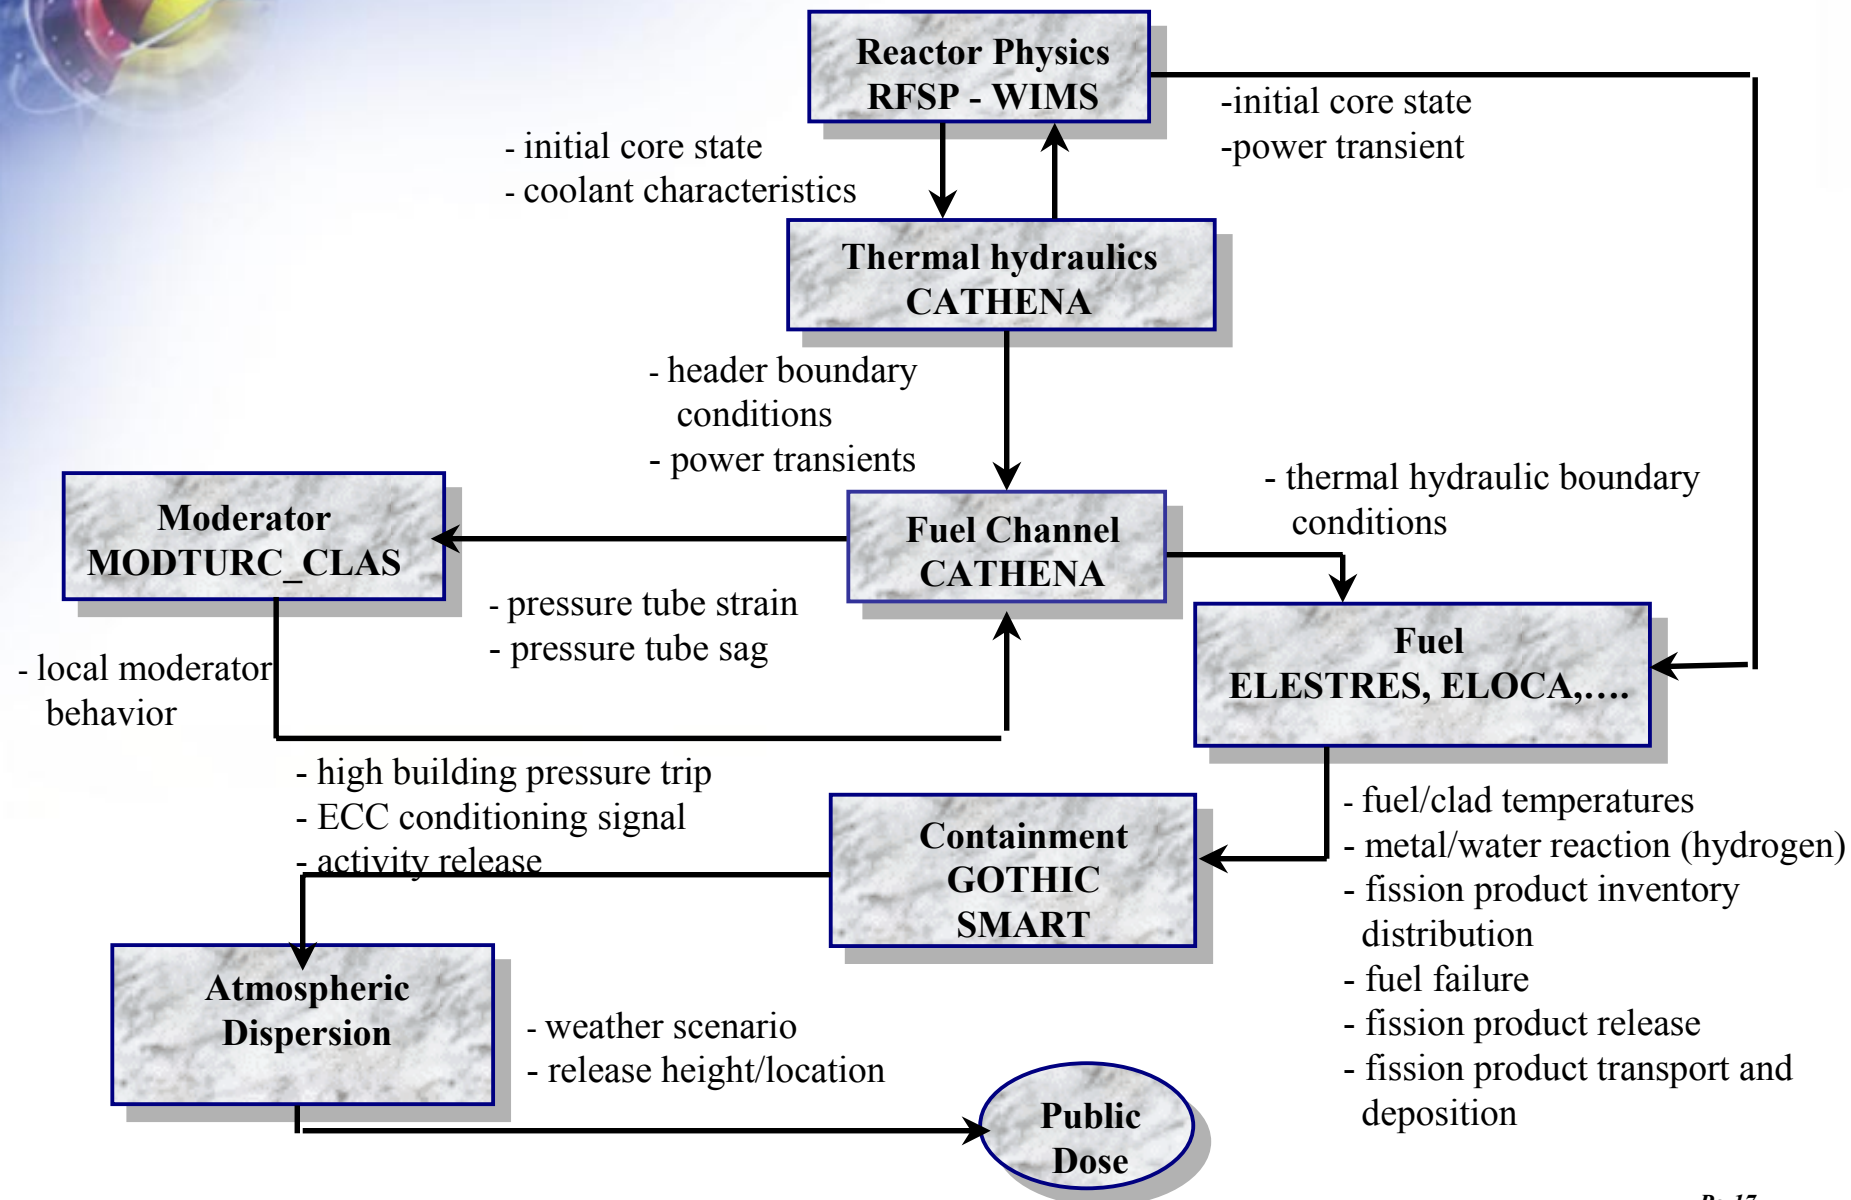 Reactor Physics
RFSP - WIMS
-initial core state
-power transient
- initial core state
- coolant characteristics
Thermal hydraulics
CATHENA
- header boundary
conditions
- power transients
- thermal hydraulic boundary
conditions
Moderator
MODTURC_CLAS
Fuel Channel
CATHENA
- pressure tube strain
- pressure tube sag
Fuel
ELESTRES, ELOCA,….
- local moderator
behavior
- high building pressure trip
- ECC conditioning signal
- activity release
Containment
GOTHIC
SMART
- fuel/clad temperatures
- metal/water reaction (hydrogen)
- fission product inventory
distribution
- fuel failure
- fission product release
- fission product transport and
deposition
Atmospheric
Dispersion
- weather scenario
- release height/location
Public
Dose